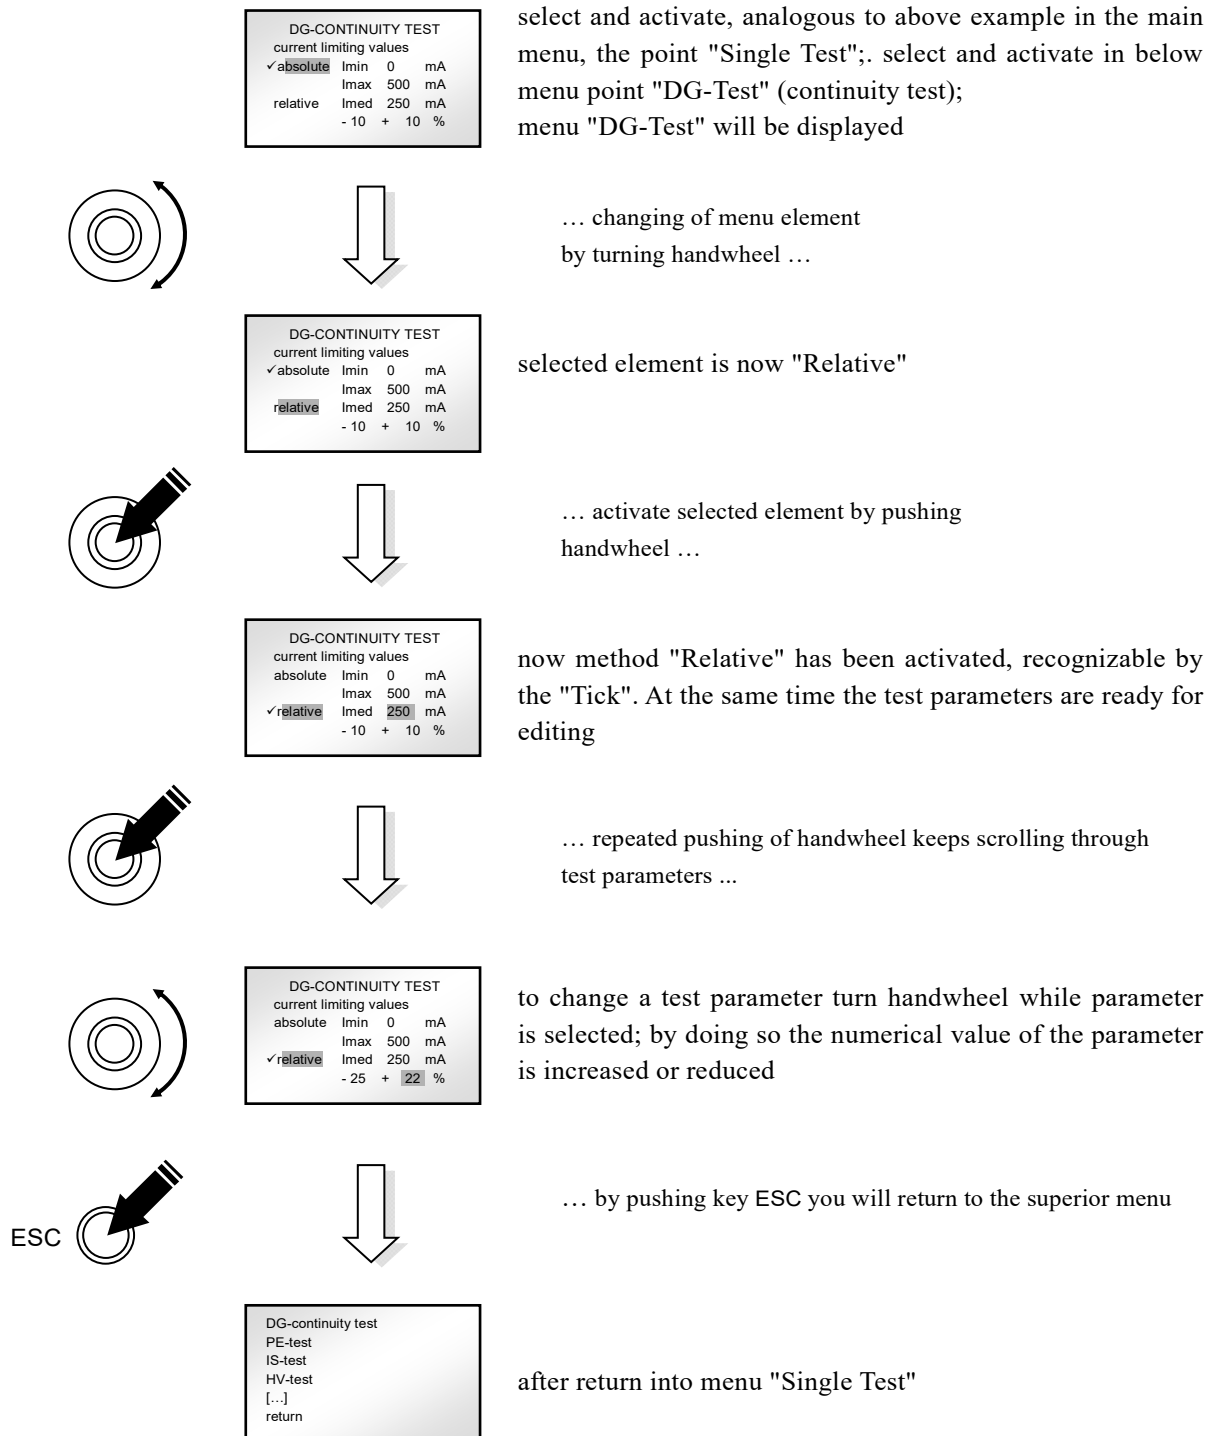 DG-CONTINUITY TEST
current limiting values
✓absolute Imin 0 mA
Imax 500 mA
relative Imed 250 mA
- 10 + 10 %
select and activate, analogous to above example in the main
menu, the point "Single Test";. select and activate in below
menu point "DG-Test" (continuity test);
menu "DG-Test" will be displayed
… changing of menu element
by turning handwheel …
DG-CONTINUITY TEST
current limiting values
✓absolute Imin 0 mA
Imax 500 mA
relative Imed 250 mA
- 10 + 10 %
selected element is now "Relative"
… activate selected element by pushing
handwheel …
DG-CONTINUITY TEST
current limiting values
absolute Imin 0 mA
Imax 500 mA
✓relative Imed 250 mA
- 10 + 10 %
now method "Relative" has been activated, recognizable by
the "Tick". At the same time the test parameters are ready for
editing
… repeated pushing of handwheel keeps scrolling through
test parameters ...
DG-CONTINUITY TEST
current limiting values
absolute Imin 0 mA
Imax 500 mA
✓relative Imed 250 mA
- 25 + 22 %
to change a test parameter turn handwheel while parameter
is selected; by doing so the numerical value of the parameter
is increased or reduced
ESC
… by pushing key ESC you will return to the superior menu
DG-continuity test
PE-test
IS-test
HV-test
[…]
return
after return into menu "Single Test"